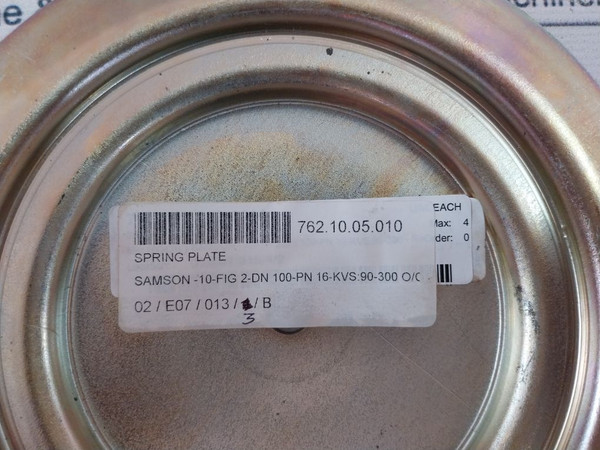 762.10.05.010
SPRING PLATE
SAMSON -10-FIG 2-DN 100-PN 16-KVS:90-300 O/C
02 / E07 / 013 / / B
3
EACH
Max: 4
0